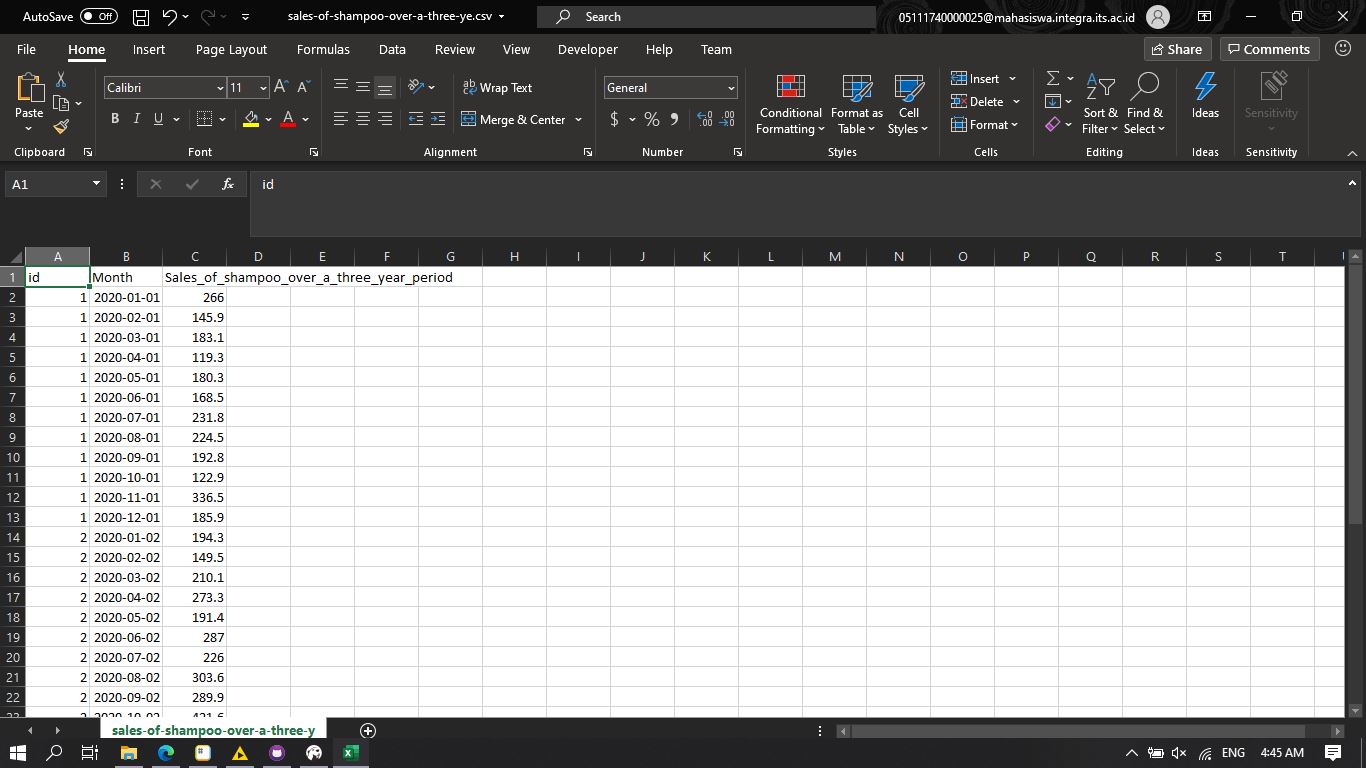 AutoSave Off sales-of-shampoo-over-a-three-ye.csv Search 05111740000025@mahasiswa.integra.its.ac.id
File Home Insert Page Layout Formulas Data Review View Developer Help Team Share Comments
Calibri 11 Wrap Text General Insert
Paste B I U Merge & Center $ % Conditional Formatting Format as Table Cell Styles Delete Format Sort & Filter Find & Select Ideas Sensitivity
Clipboard Font Alignment Number Styles Cells Editing Ideas Sensitivity
A1 fx id
A B C D E F G H I J K L M N O P Q R S T
1 id Month Sales_of_shampoo_over_a_three_year_period
2 1 2020-01-01 266
3 1 2020-02-01 145.9
4 1 2020-03-01 183.1
5 1 2020-04-01 119.3
6 1 2020-05-01 180.3
7 1 2020-06-01 168.5
8 1 2020-07-01 231.8
9 1 2020-08-01 224.5
10 1 2020-09-01 192.8
11 1 2020-10-01 122.9
12 1 2020-11-01 336.5
13 1 2020-12-01 185.9
14 2 2020-01-02 194.3
15 2 2020-02-02 149.5
16 2 2020-03-02 210.1
17 2 2020-04-02 273.3
18 2 2020-05-02 191.4
19 2 2020-06-02 287
20 2 2020-07-02 226
21 2 2020-08-02 303.6
22 2 2020-09-02 289.9
sales-of-shampoo-over-a-three-y
ENG 4:45 AM